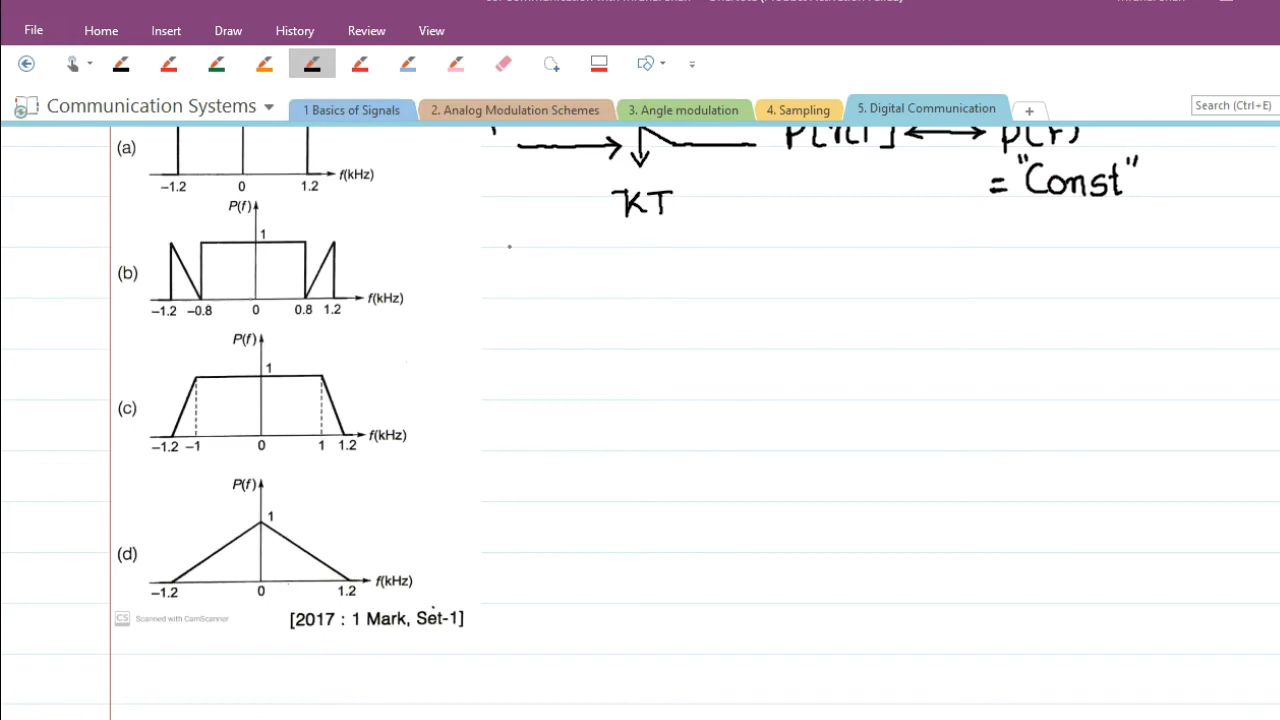 File Home Insert Draw History Review View
Communication Systems 1 Basics of Signals 2. Analog Modulation Schemes 3. Angle modulation 4. Sampling 5. Digital Communication + Search (Ctrl+E)
(a)
-1.2 0 1.2 f(kHz)
= "Const"
KT
P(f)
1
(b)
f(kHz)
-1.2 -0.8 0 0.8 1.2
P(f)
1
(c)
f(kHz)
-1.2 -1 0 1 1.2
P(f)
1
(d)
f(kHz)
-1.2 0 1.2
CS Scanned with CamScanner
[2017 : 1 Mark, Set-1]